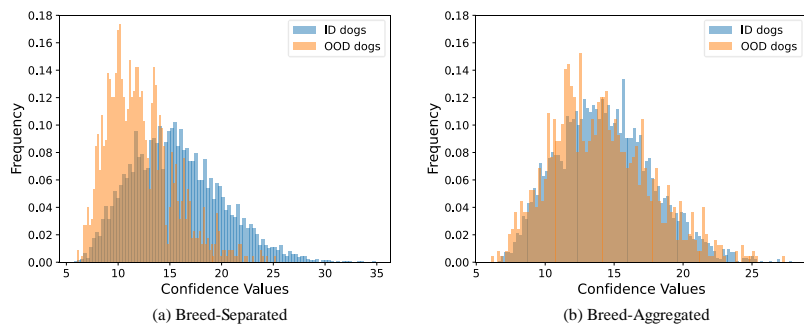 0.18
0.16
0.14
0.12
0.10
0.08
0.06
0.04
0.02
0.00
Frequency
ID dogs
OOD dogs
5 10 15 20 25 30 35
Confidence Values
(a) Breed-Separated
0.18
0.16
0.14
0.12
0.10
0.08
0.06
0.04
0.02
0.00
Frequency
ID dogs
OOD dogs
5 10 15 20 25
Confidence Values
(b) Breed-Aggregated